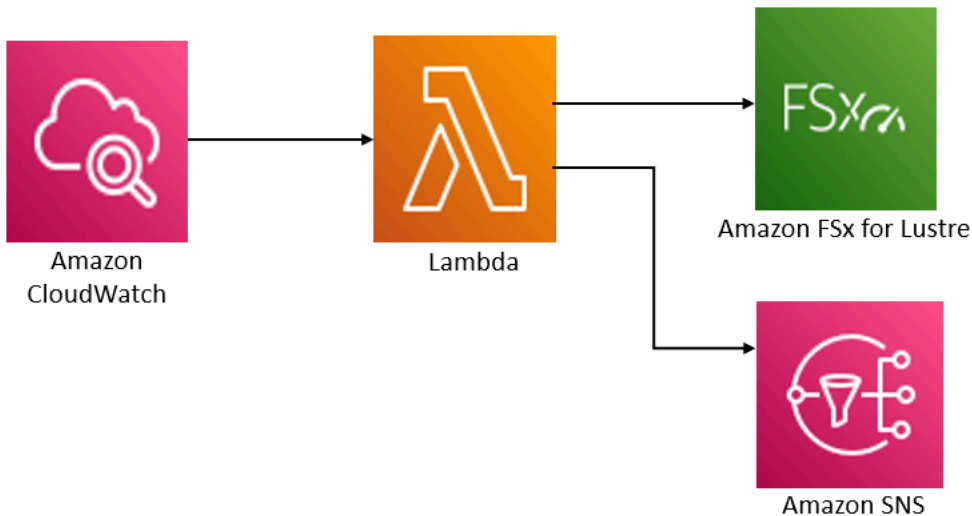 FSx
Amazon FSx for Lustre
Amazon
CloudWatch
Lambda
Amazon SNS